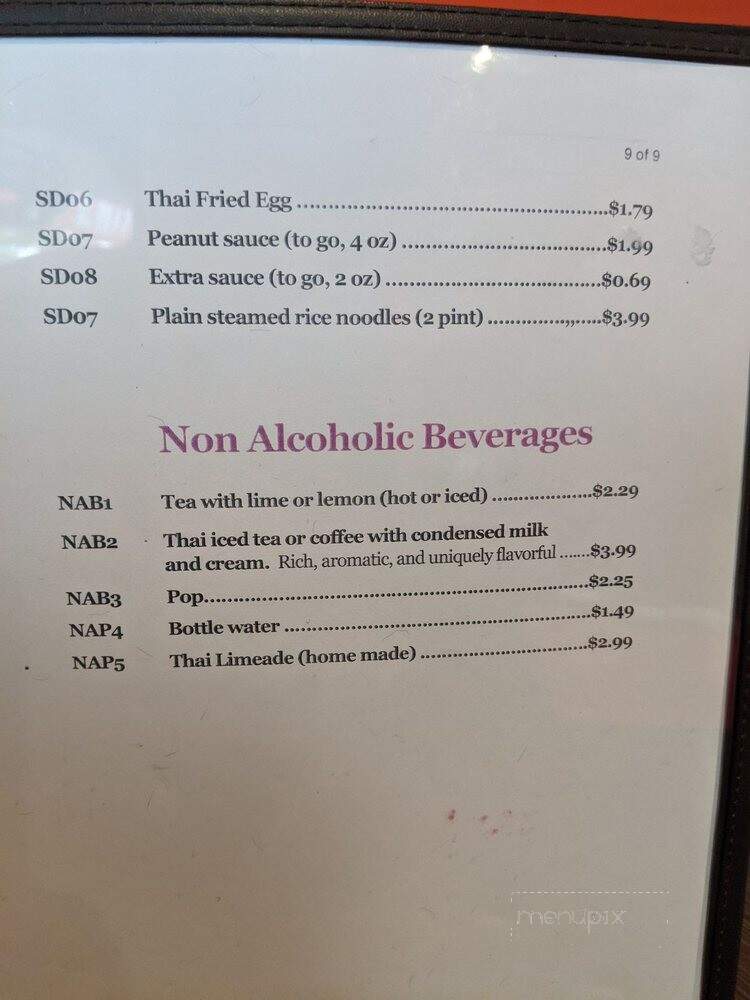 9 of 9
SD06 Thai Fried Egg ....................................................$1.79
SD07 Peanut sauce (to go, 4 oz) ...................................$1.99
SD08 Extra sauce (to go, 2 oz) .....................................$0.69
SD07 Plain steamed rice noodles (2 pint) ..............,,.....$3.99
Non Alcoholic Beverages
NAB1 Tea with lime or lemon (hot or iced) ....................$2.29
NAB2 Thai iced tea or coffee with condensed milk
and cream. Rich, aromatic, and uniquely flavorful .......$3.99
NAB3 Pop.....................................................................$2.25
NAP4 Bottle water .......................................................$1.49
NAP5 Thai Limeade (home made) ..............................$2.99
menupix